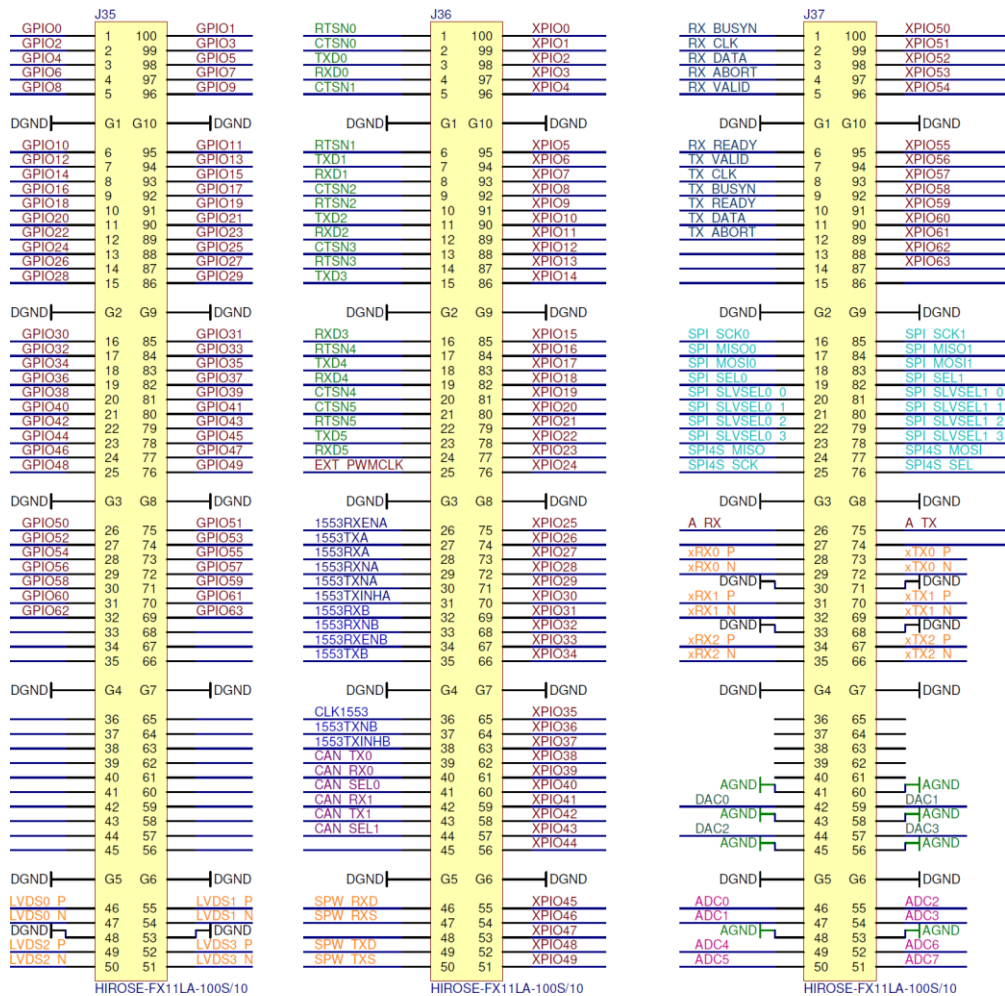 J35
GPIO0 1 100 GPIO1
GPIO2 2 99 GPIO3
GPIO4 3 98 GPIO5
GPIO6 4 97 GPIO7
GPIO8 5 96 GPIO9
DGND G1 G10 DGND
GPIO10 6 95 GPIO11
GPIO12 7 94 GPIO13
GPIO14 8 93 GPIO15
GPIO16 9 92 GPIO17
GPIO18 10 91 GPIO19
GPIO20 11 90 GPIO21
GPIO22 12 89 GPIO23
GPIO24 13 88 GPIO25
GPIO26 14 87 GPIO27
GPIO28 15 86 GPIO29
DGND G2 G9 DGND
GPIO30 16 85 GPIO31
GPIO32 17 84 GPIO33
GPIO34 18 83 GPIO35
GPIO36 19 82 GPIO37
GPIO38 20 81 GPIO39
GPIO40 21 80 GPIO41
GPIO42 22 79 GPIO43
GPIO44 23 78 GPIO45
GPIO46 24 77 GPIO47
GPIO48 25 76 GPIO49
DGND G3 G8 DGND
GPIO50 26 75 GPIO51
GPIO52 27 74 GPIO53
GPIO54 28 73 GPIO55
GPIO56 29 72 GPIO57
GPIO58 30 71 GPIO59
GPIO60 31 70 GPIO61
GPIO62 32 69 GPIO63
33 68
34 67
35 66
DGND G4 G7 DGND
36 65
37 64
38 63
39 62
40 61
41 60
42 59
43 58
44 57
45 56
DGND G5 G6 DGND
LVDS0_P 46 55 LVDS1_P
LVDS0_N 47 54 LVDS1_N
DGND 48 53 DGND
LVDS2_P 49 52 LVDS3_P
LVDS2_N 50 51 LVDS3_N
HIROSE-FX11LA-100S/10
J36
RTSN0 1 100 XPIO0
CTSN0 2 99 XPIO1
TXD0 3 98 XPIO2
RXD0 4 97 XPIO3
CTSN1 5 96 XPIO4
DGND G1 G10 DGND
RTSN1 6 95 XPIO5
TXD1 7 94 XPIO6
RXD1 8 93 XPIO7
CTSN2 9 92 XPIO8
RTSN2 10 91 XPIO9
TXD2 11 90 XPIO10
RXD2 12 89 XPIO11
CTSN3 13 88 XPIO12
RTSN3 14 87 XPIO13
TXD3 15 86 XPIO14
DGND G2 G9 DGND
RXD3 16 85 XPIO15
RTSN4 17 84 XPIO16
TXD4 18 83 XPIO17
RXD4 19 82 XPIO18
CTSN4 20 81 XPIO19
CTSN5 21 80 XPIO20
RTSN5 22 79 XPIO21
TXD5 23 78 XPIO22
RXD5 24 77 XPIO23
EXT_PWMCLK 25 76 XPIO24
DGND G3 G8 DGND
1553RXENA 26 75 XPIO25
1553TXA 27 74 XPIO26
1553RXA 28 73 XPIO27
1553RXNA 29 72 XPIO28
1553TXNA 30 71 XPIO29
1553TXINHA 31 70 XPIO30
1553RXB 32 69 XPIO31
1553RXNB 33 68 XPIO32
1553RXENB 34 67 XPIO33
1553TXB 35 66 XPIO34
DGND G4 G7 DGND
CLK1553 36 65 XPIO35
1553TXNB 37 64 XPIO36
1553TXINHB 38 63 XPIO37
CAN_TX0 39 62 XPIO38
CAN_RX0 40 61 XPIO39
CAN_SEL0 41 60 XPIO40
CAN_RX1 42 59 XPIO41
CAN_TX1 43 58 XPIO42
CAN_SEL1 44 57 XPIO43
45 56 XPIO44
DGND G5 G6 DGND
SPW_RXD 46 55 XPIO45
SPW_RXS 47 54 XPIO46
48 53 XPIO47
SPW_TXD 49 52 XPIO48
SPW_TXS 50 51 XPIO49
HIROSE-FX11LA-100S/10
J37
RX_BUSYN 1 100 XPIO50
RX_CLK 2 99 XPIO51
RX_DATA 3 98 XPIO52
RX_ABORT 4 97 XPIO53
RX_VALID 5 96 XPIO54
DGND G1 G10 DGND
RX_READY 6 95 XPIO55
TX_VALID 7 94 XPIO56
TX_CLK 8 93 XPIO57
TX_BUSYN 9 92 XPIO58
TX_READY 10 91 XPIO59
TX_DATA 11 90 XPIO60
TX_ABORT 12 89 XPIO61
13 88 XPIO62
14 87 XPIO63
15 86
DGND G2 G9 DGND
SPI_SCK0 16 85 SPI_SCK1
SPI_MISO0 17 84 SPI_MISO1
SPI_MOSI0 18 83 SPI_MOSI1
SPI_SEL0 19 82 SPI_SEL1
SPI_SLVSEL0_0 20 81 SPI_SLVSEL1_0
SPI_SLVSEL0_1 21 80 SPI_SLVSEL1_1
SPI_SLVSEL0_2 22 79 SPI_SLVSEL1_2
SPI_SLVSEL0_3 23 78 SPI_SLVSEL1_3
SPI4S_MISO 24 77 SPI4S_MOSI
SPI4S_SCK 25 76 SPI4S_SEL
DGND G3 G8 DGND
A_RX 26 75 A_TX
27 74
xRX0_P 28 73 xTX0_P
xRX0_N 29 72 xTX0_N
DGND 30 71 DGND
xRX1_P 31 70 xTX1_P
xRX1_N 32 69 xTX1_N
DGND 33 68 DGND
xRX2_P 34 67 xTX2_P
xRX2_N 35 66 xTX2_N
DGND G4 G7 DGND
36 65
37 64
38 63
39 62
40 61
AGND 41 60 AGND
DAC0 42 59 DAC1
AGND 43 58 AGND
DAC2 44 57 DAC3
AGND 45 56 AGND
DGND G5 G6 DGND
ADC0 46 55 ADC2
ADC1 47 54 ADC3
AGND 48 53 AGND
ADC4 49 52 ADC6
ADC5 50 51 ADC7
HIROSE-FX11LA-100S/10